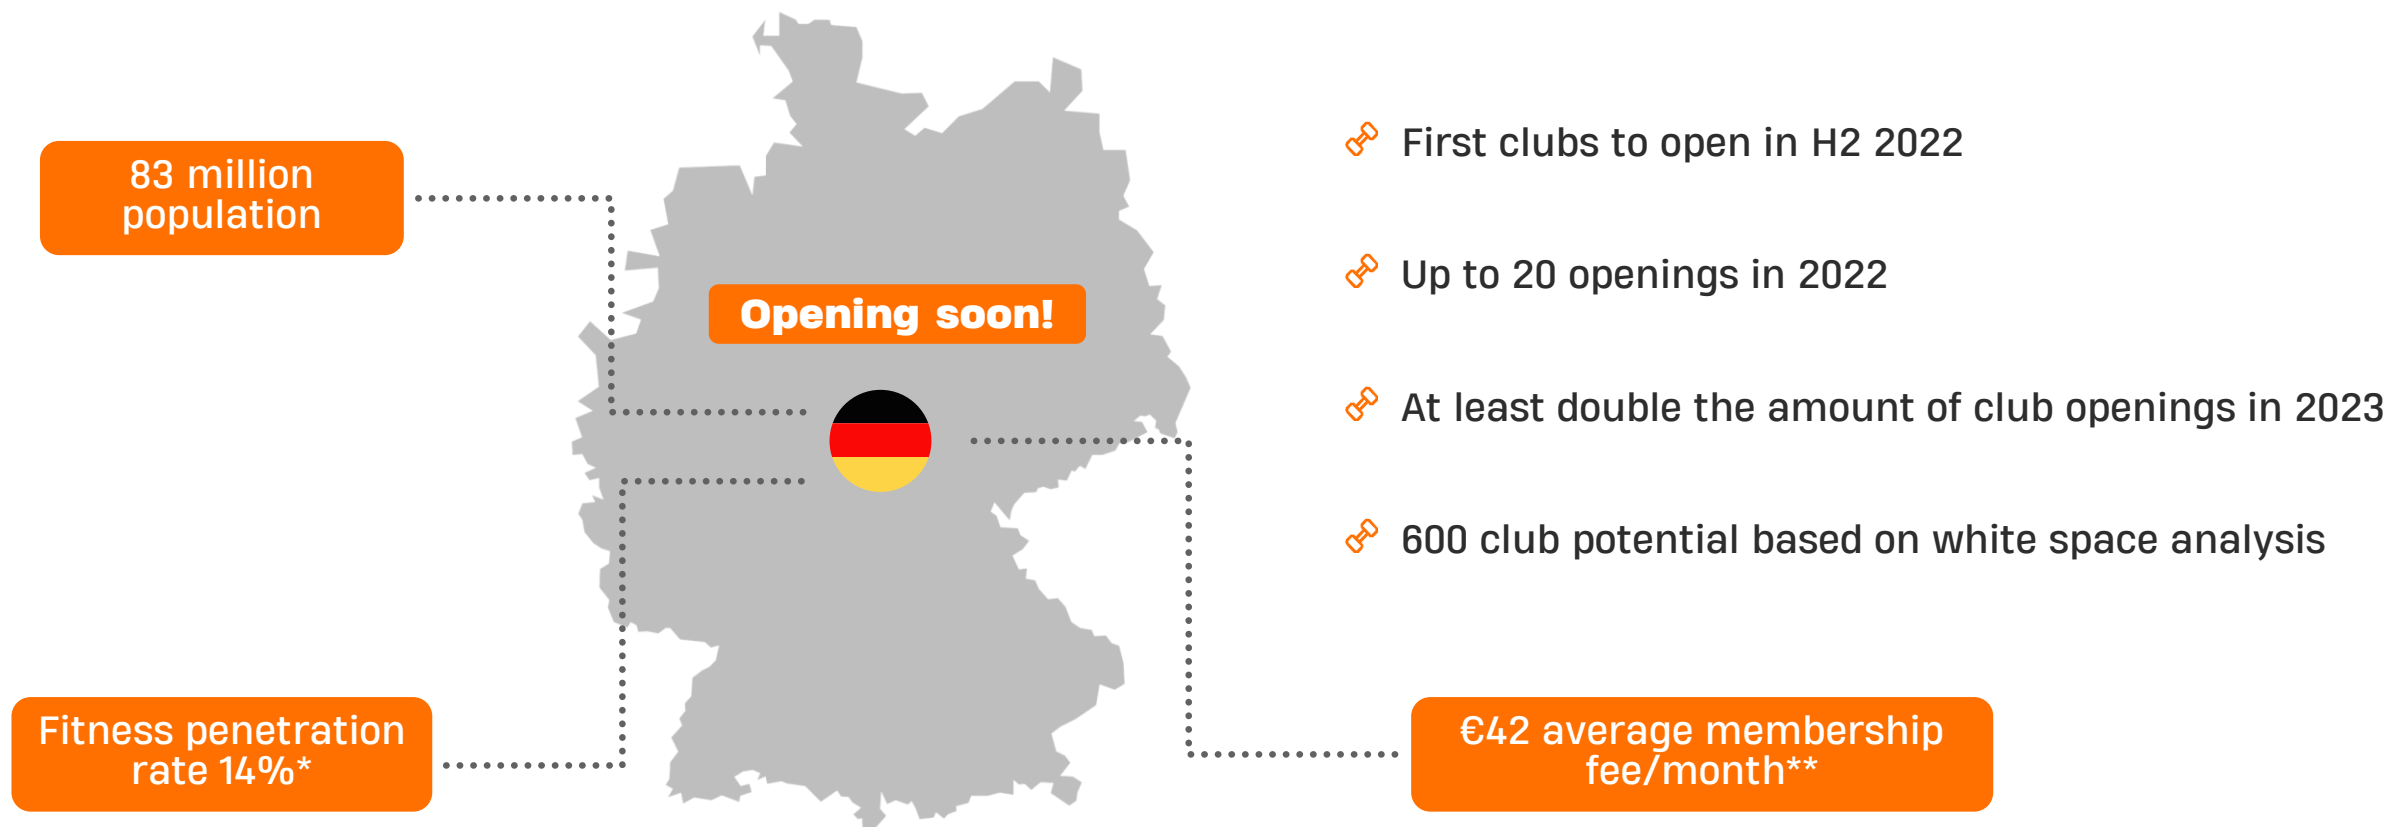 83 million
population
Opening soon!
Fitness penetration
rate 14%*
First clubs to open in H2 2022
Up to 20 openings in 2022
At least double the amount of club openings in 2023
600 club potential based on white space analysis
€42 average membership
fee/month**